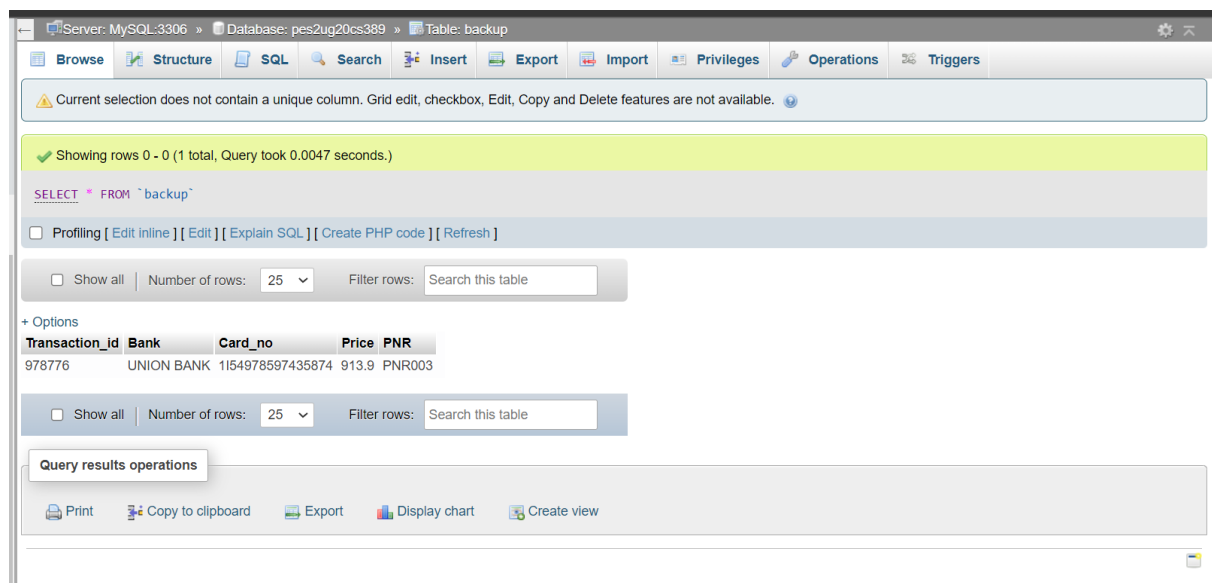 Server: MySQL:3306 » Database: pes2ug20cs389 » Table: backup
Browse Structure SQL Search Insert Export Import Privileges Operations Triggers
Current selection does not contain a unique column. Grid edit, checkbox, Edit, Copy and Delete features are not available.
Showing rows 0 - 0 (1 total, Query took 0.0047 seconds.)
SELECT * FROM `backup`
Profiling [ Edit inline ] [ Edit ] [ Explain SQL ] [ Create PHP code ] [ Refresh ]
Show all | Number of rows: 25 Filter rows: Search this table
+ Options
Transaction_id Bank Card_no Price PNR
978776 UNION BANK 1I54978597435874 913.9 PNR003
Show all | Number of rows: 25 Filter rows: Search this table
Query results operations
Print Copy to clipboard Export Display chart Create view